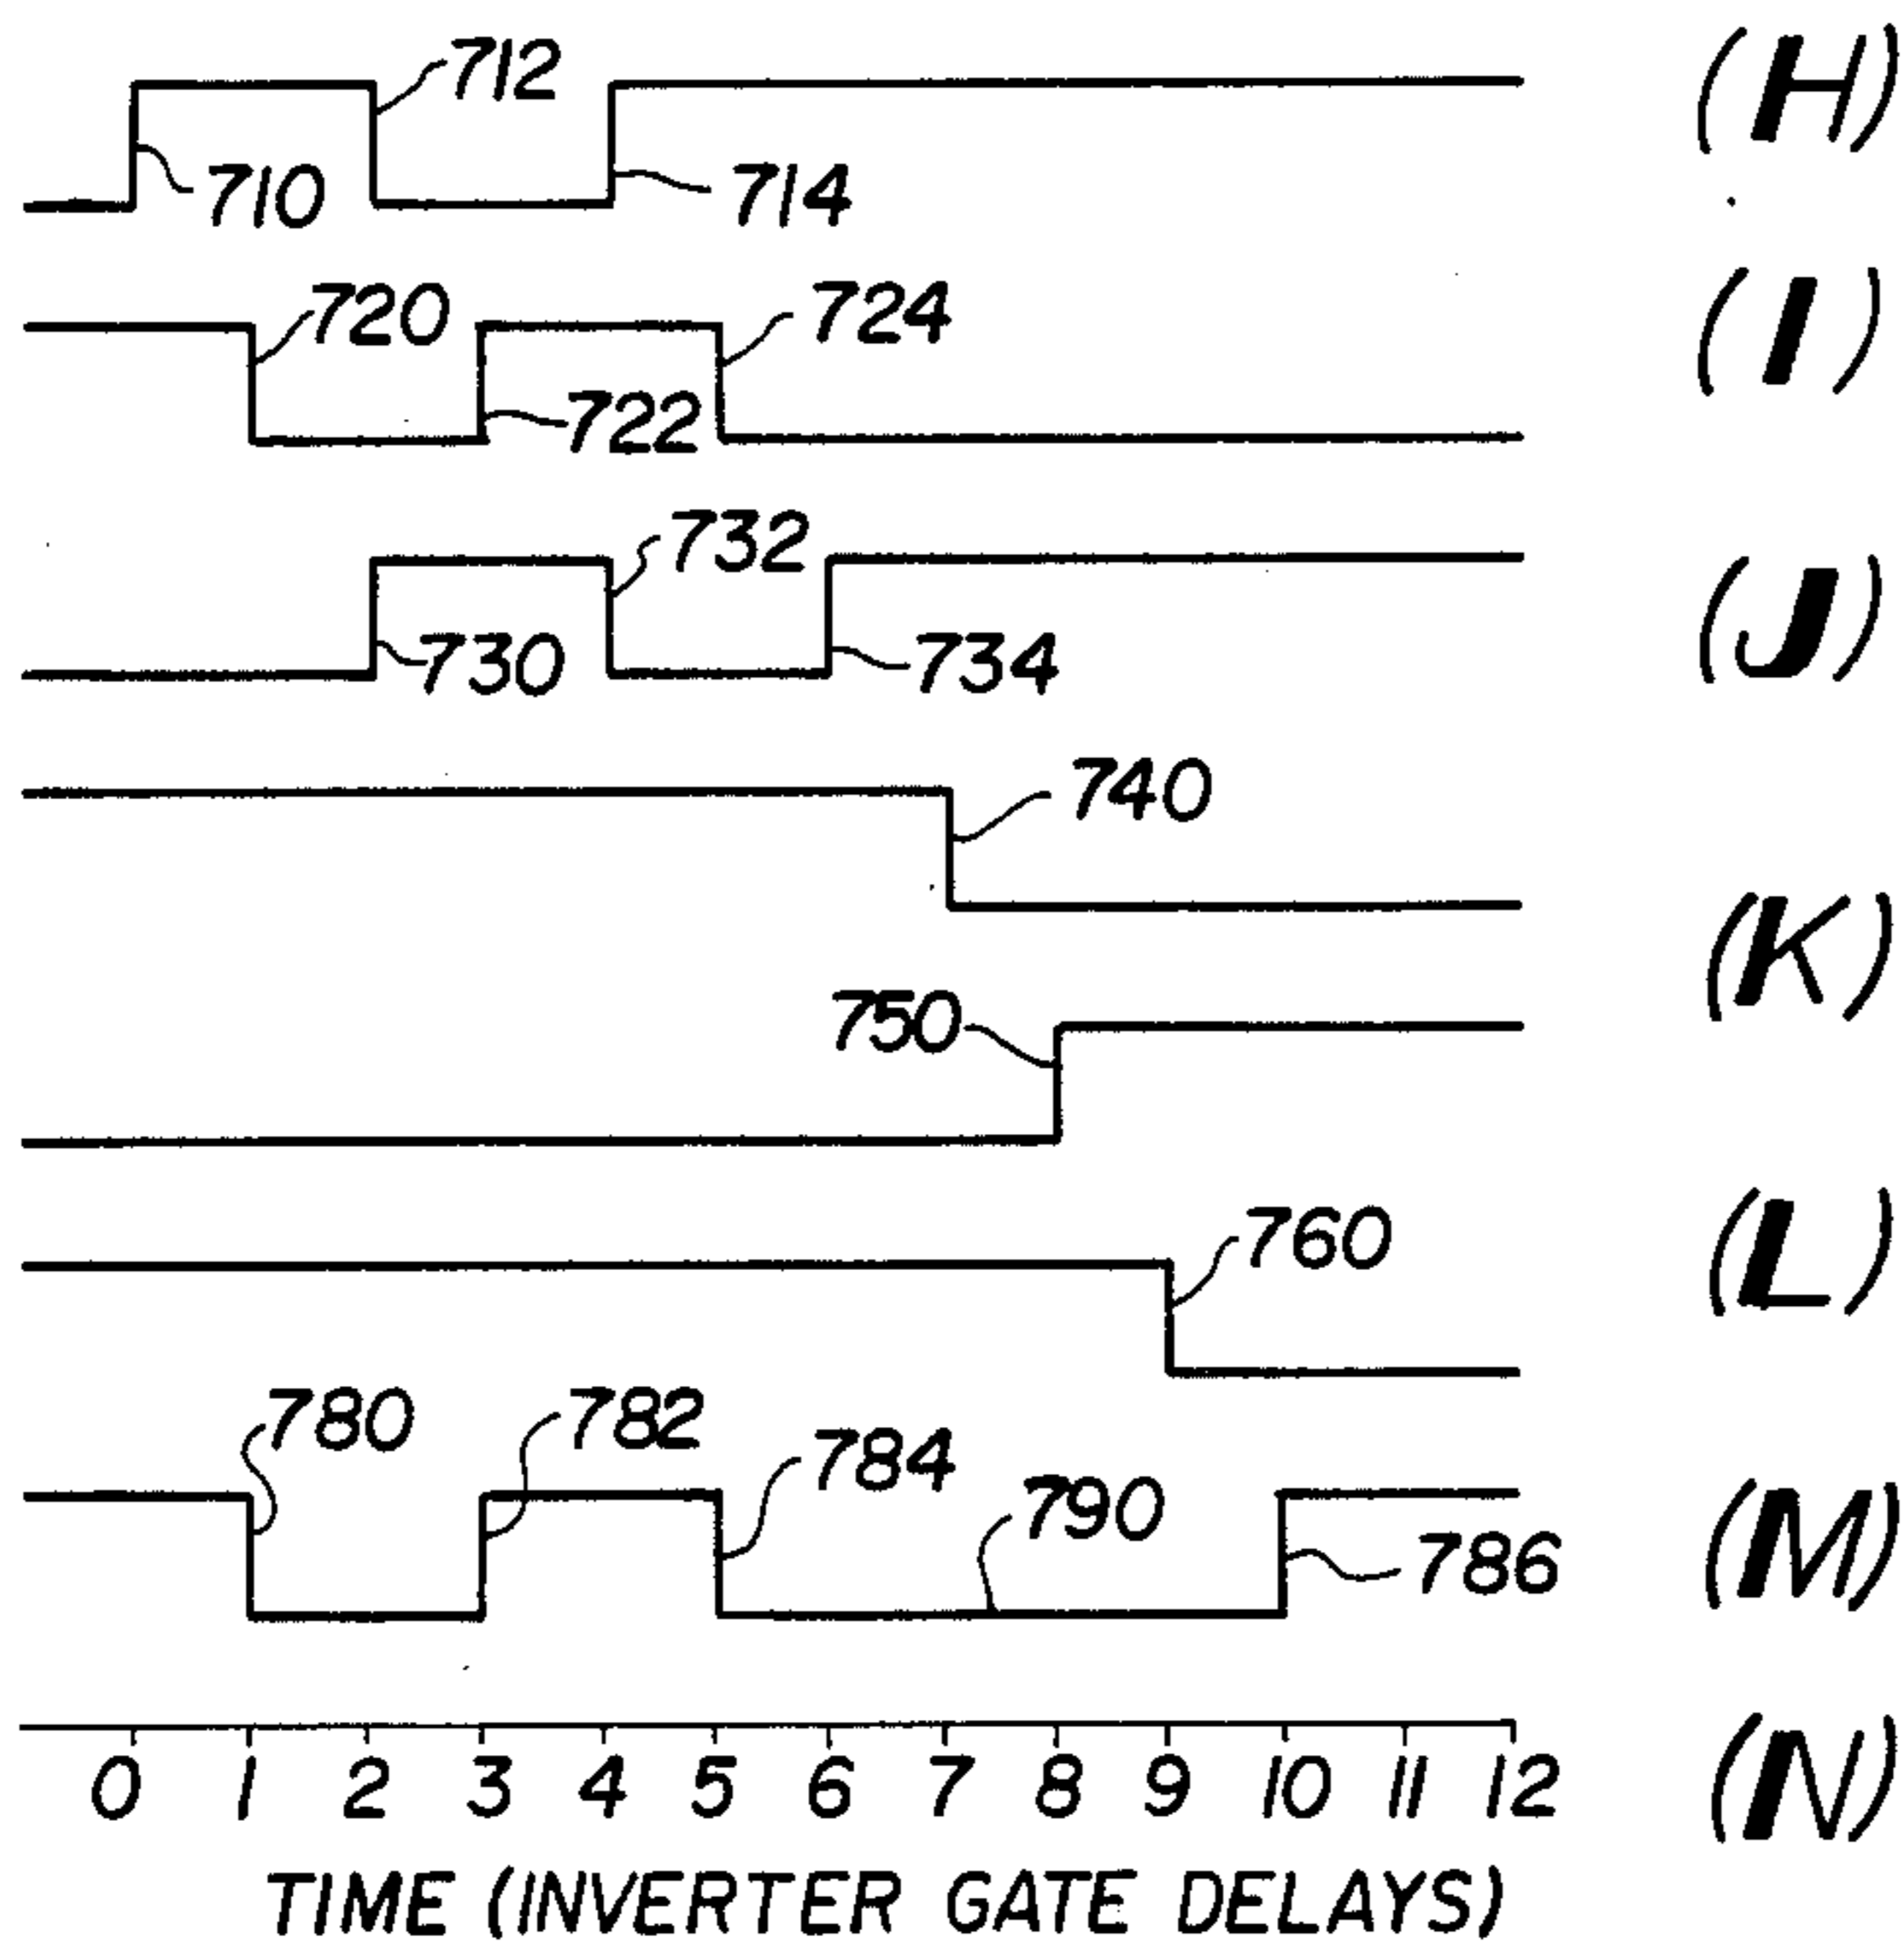 712 (H)
710 714
720 724 (I)
722
732
730 734 (J)
740
(K)
750
760 (L)
780 782 784 790 786 (M)
0 1 2 3 4 5 6 7 8 9 10 11 12 (N)
TIME (INVERTER GATE DELAYS)